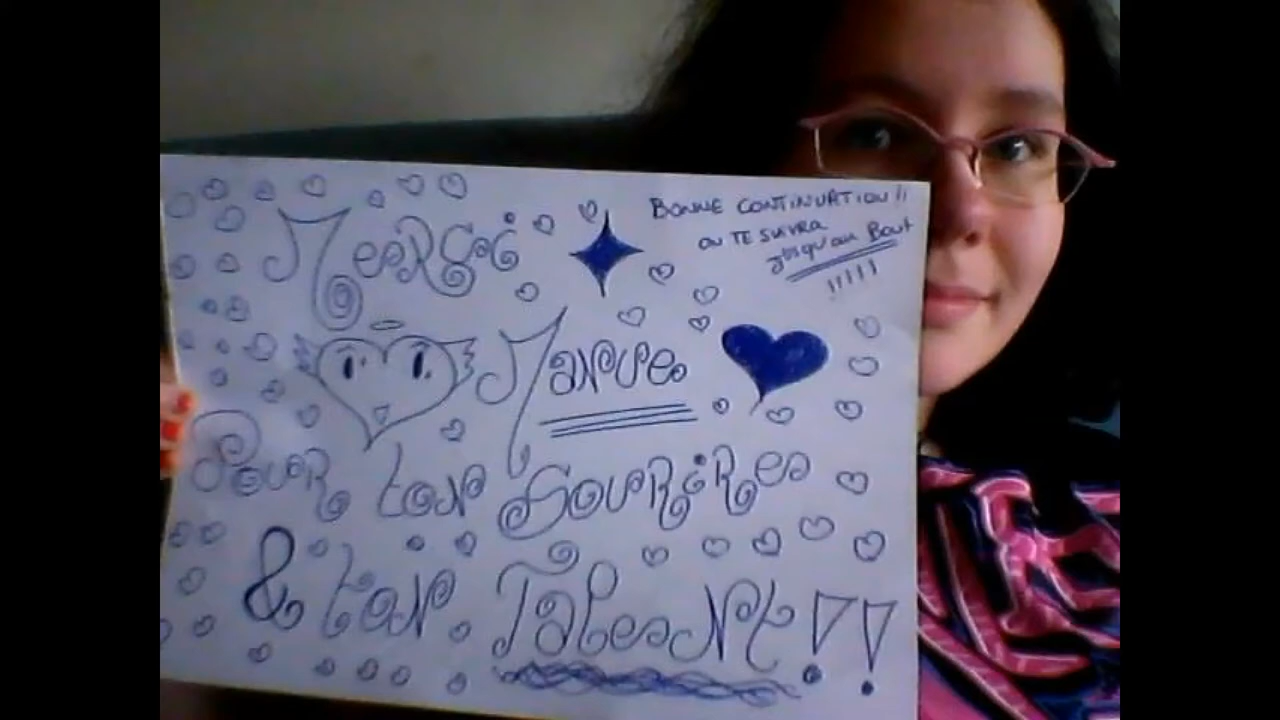 Merci
BONNE CONTINUATION !!
ON TE SUIVRA
Jusqu'au Bout
!!!!!
Manue
Pour ton Sourire
& ton Talent !!